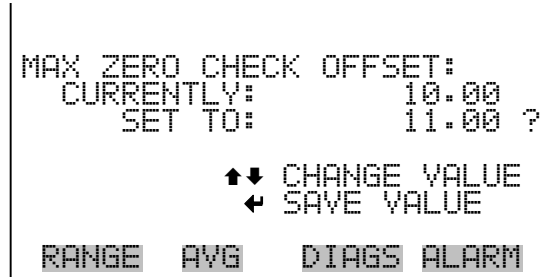 MAX ZERO CHECK OFFSET:
CURRENTLY: 10.00
SET TO: 11.00 ?
CHANGE VALUE
SAVE VALUE
RANGE AVG DIAGS ALARM